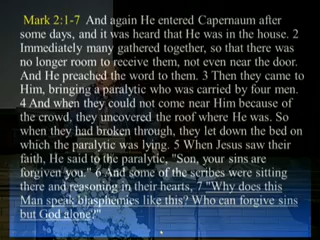 Mark 2:1-7 And again He entered Capernaum after
some days, and it was heard that He was in the house. 2
Immediately many gathered together, so that there was
no longer room to receive them, not even near the door.
And He preached the word to them. 3 Then they came to
Him, bringing a paralytic who was carried by four men.
4 And when they could not come near Him because of
the crowd, they uncovered the roof where He was. So
when they had broken through, they let down the bed on
which the paralytic was lying. 5 When Jesus saw their
faith, He said to the paralytic, "Son, your sins are
forgiven you." 6 And some of the scribes were sitting
there and reasoning in their hearts, 7 "Why does this
Man speak blasphemies like this? Who can forgive sins
but God alone?"